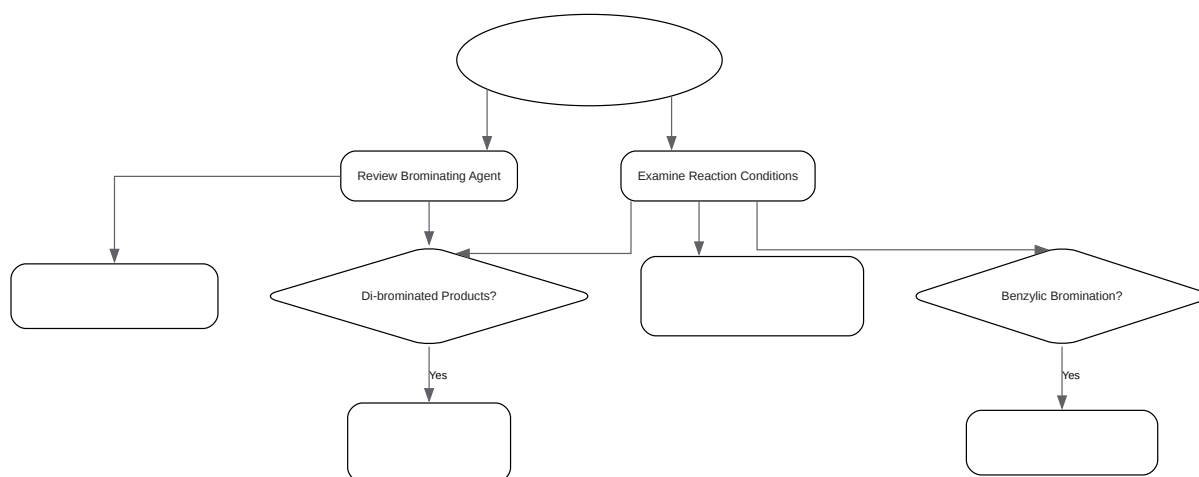 Review Brominating Agent
Examine Reaction Conditions
Di-brominated Products?
Benzylic Bromination?
Yes
Yes